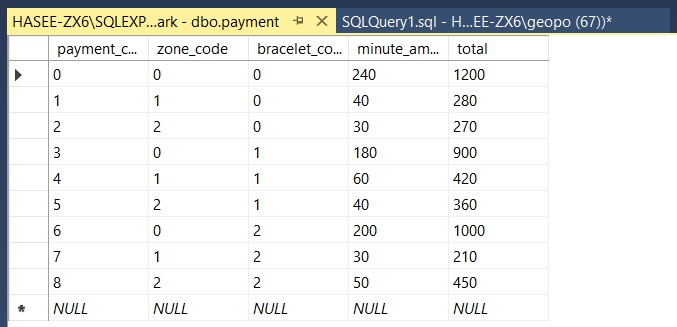 HASEE-ZX6\SQLEXP...ark - dbo.payment SQLQuery1.sql - H...EE-ZX6\geopo (67))*
payment_c... zone_code bracelet_co... minute_am... total
0 0 0 240 1200
1 1 0 40 280
2 2 0 30 270
3 0 1 180 900
4 1 1 60 420
5 2 1 40 360
6 0 2 200 1000
7 1 2 30 210
8 2 2 50 450
* NULL NULL NULL NULL NULL